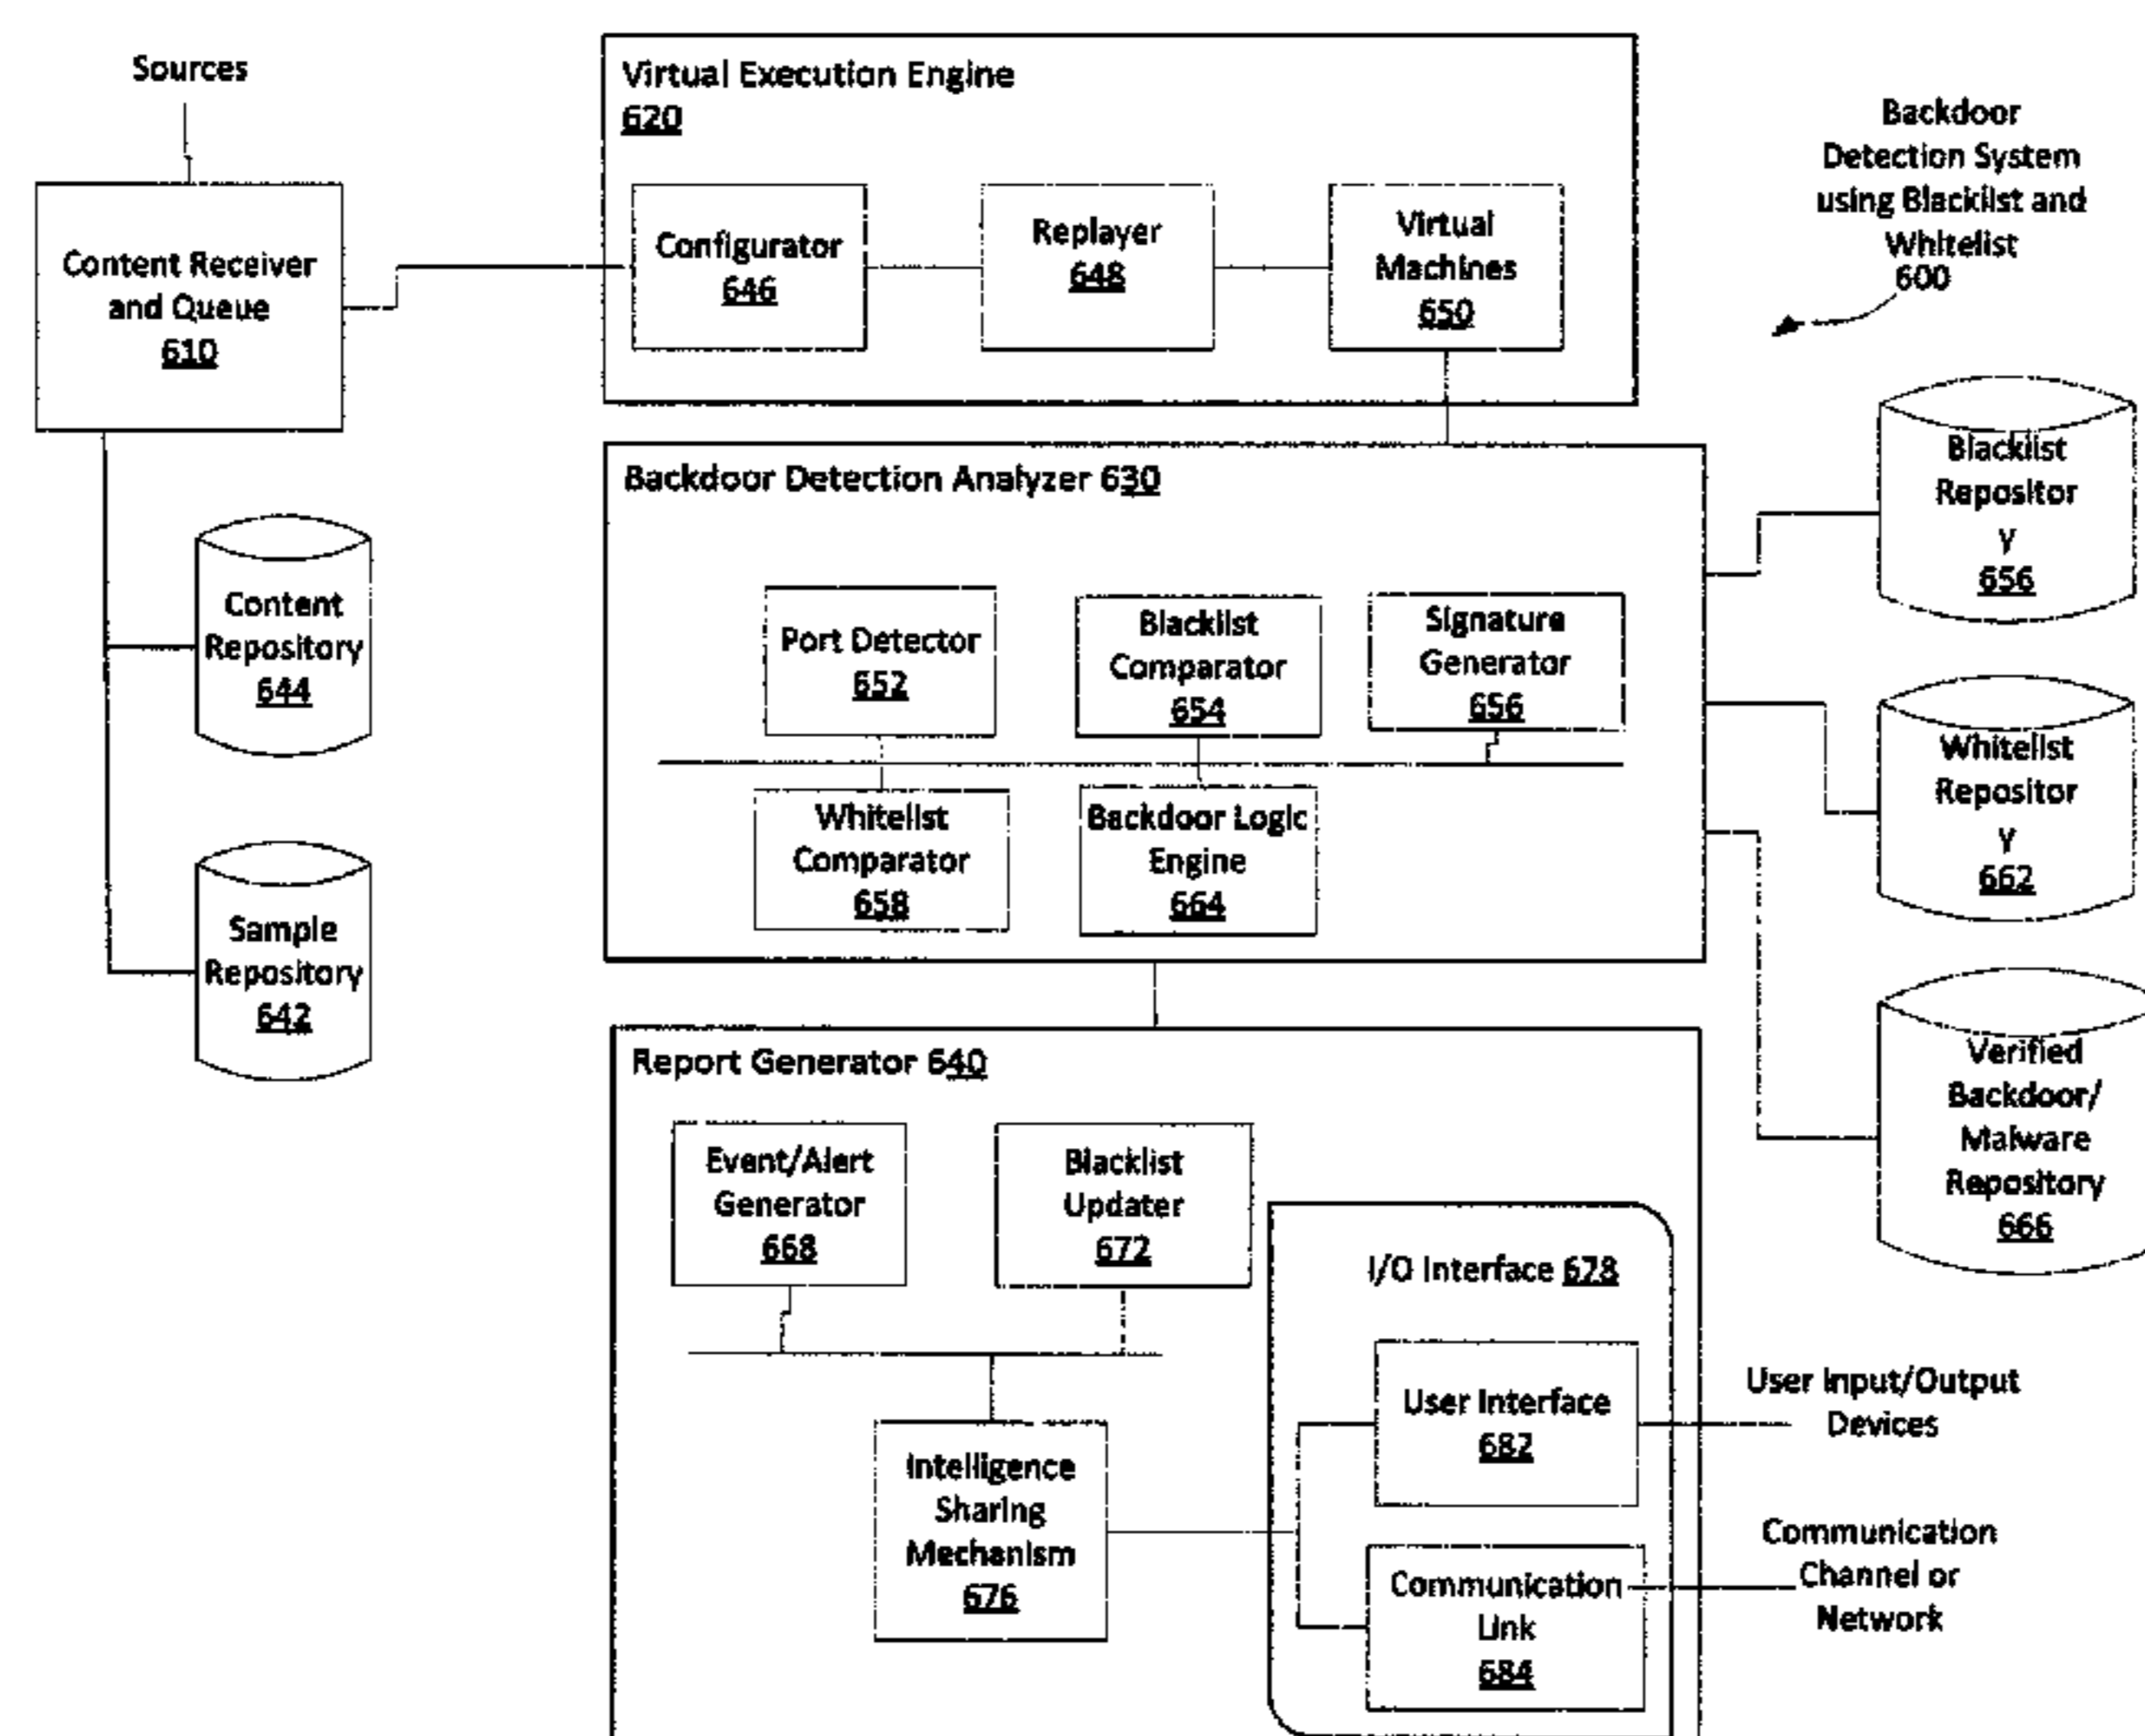 Sources
Content Receiver
and Queue
610
Content
Repository
644
Sample
Repository
642
Virtual Execution Engine
620
Configurator
646
Replayer
648
Virtual
Machines
650
Backdoor
Detection System
using Blacklist and
Whitelist
600
Backdoor Detection Analyzer 630
Port Detector
652
Blacklist
Comparator
654
Signature
Generator
656
Whitelist
Comparator
658
Backdoor Logic
Engine
664
Blacklist
Repositor
y
656
Whitelist
Repositor
y
662
Verified
Backdoor/
Malware
Repository
666
Report Generator 640
Event/Alert
Generator
668
Blacklist
Updater
672
Intelligence
Sharing
Mechanism
676
I/O Interface 678
User Interface
682
Communication
Link
684
User Input/Output
Devices
Communication
Channel or
Network